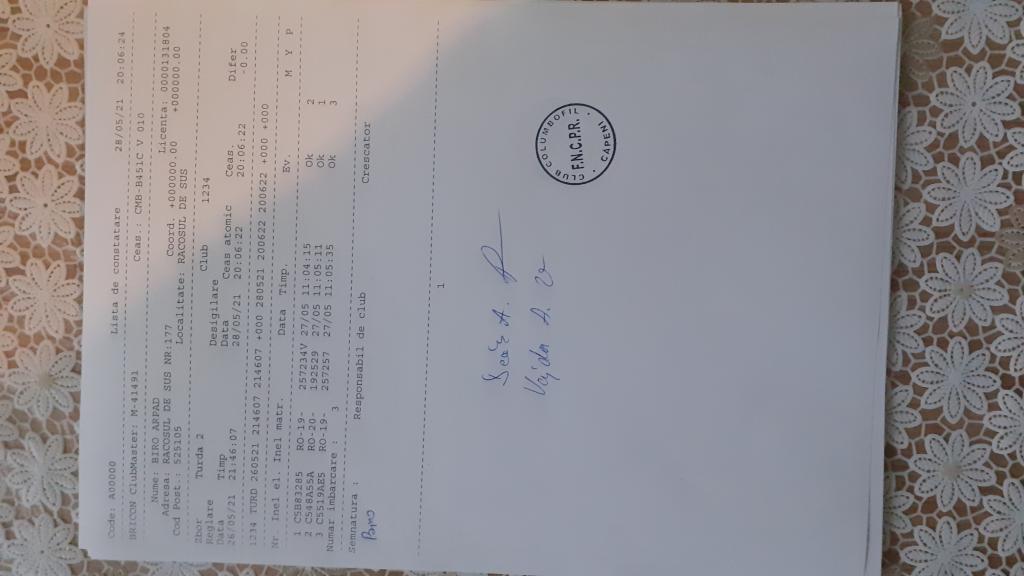 Code: A00000 Lista de constatare 28/05/21 20:06:24
BRICON ClubMaster: M-41491 Ceas.: CMB-B451C V 010
Nume: BIRO ARPAD Licenta: 0000131804
Adresa: RACOSUL DE SUS NR:177 Coord. +000000.00 +000000.00
Cod Post.: 525105 Localitate: RACOSUL DE SUS
Zbor Turda 2 Club 1234
Reglare Desigilare
Data Timp Data Ceas atomic Ceas. Difer
26/05/21 21:46:07 28/05/21 20:06:22 20:06:22 -0.00
1234 TURD 260521 214607 214607 +000 280521 200622 200622 +000 +000
Nr. Inel el. Inel matr. Data Timp. Ev. M Y P
1 C5B83285 RO-19- 257234V 27/05 11:04:15 Ok 2
2 C548A55A RO-20- 192529 27/05 11:05:11 Ok 1
3 C5519AE5 RO-19- 257257 27/05 11:05:35 Ok 3
Numar imbarcare : 3
Semnatura : Responsabil de club Crescator
1
Vajda A.
CLUB COLUMBOFIL
F.N.C.P.R.
CAPENI